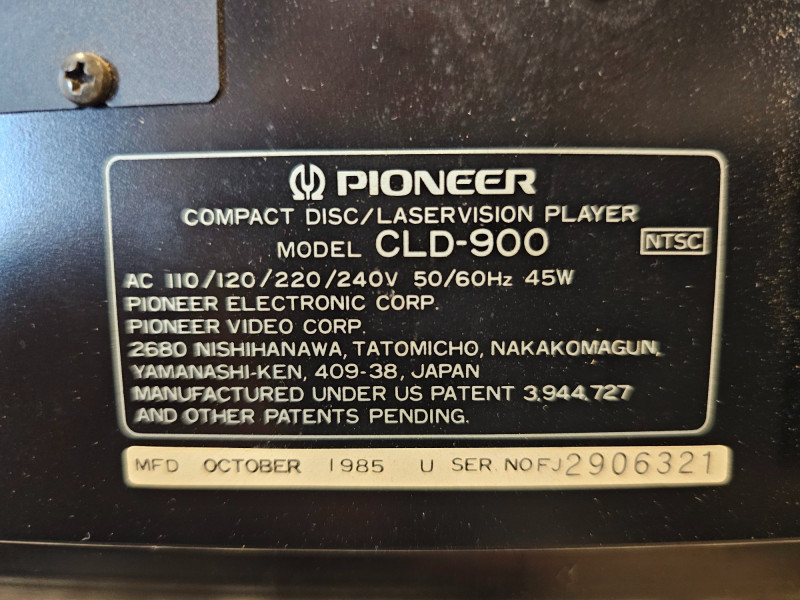 PIONEER
COMPACT DISC/LASERVISION PLAYER
MODEL CLD-900 NTSC
AC 110/120/220/240V 50/60Hz 45W
PIONEER ELECTRONIC CORP.
PIONEER VIDEO CORP.
2680 NISHIHANAWA, TATOMICHO, NAKAKOMAGUN,
YAMANASHI-KEN, 409-38, JAPAN
MANUFACTURED UNDER US PATENT 3,944,727
AND OTHER PATENTS PENDING.
MFD OCTOBER 1985 U SER. NO FJ2906321